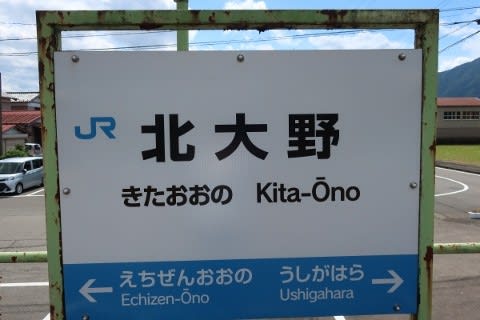 JR 北大野
きたおおの Kita-Ōno
← えちぜんおおの うしがはら →
Echizen-Ōno Ushigahara